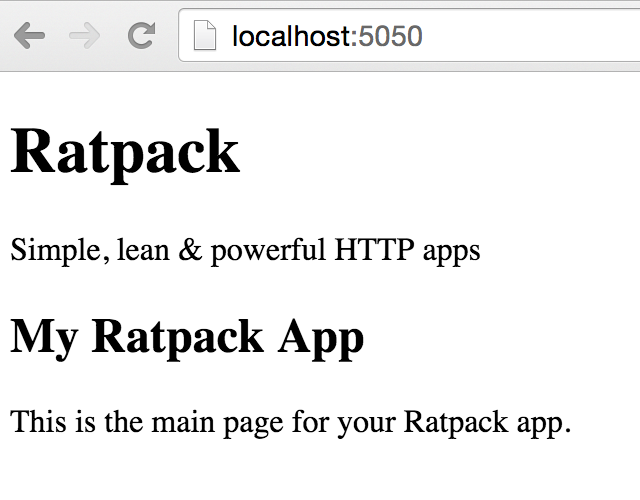 localhost:5050
Ratpack
Simple, lean & powerful HTTP apps
My Ratpack App
This is the main page for your Ratpack app.